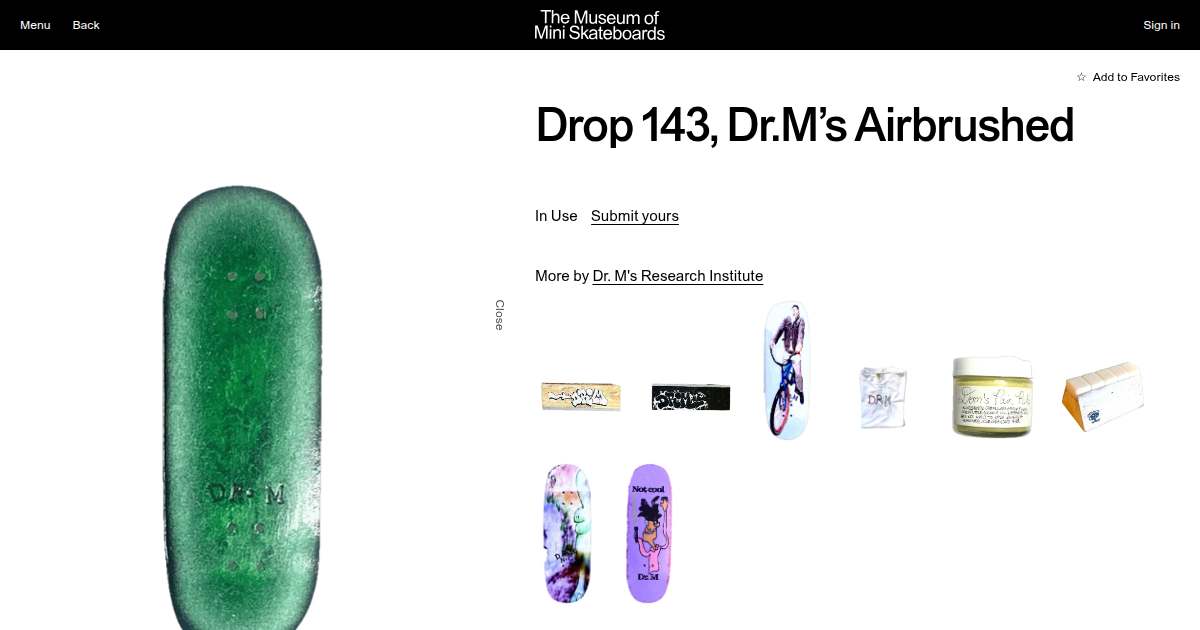 Menu
Back
The Museum of
Mini Skateboards
Sign in
☆ Add to Favorites
Drop 143, Dr.M’s Airbrushed
In Use Submit yours
More by Dr. M's Research Institute
Close
DR. M
DRM
Not cool
Dr. M